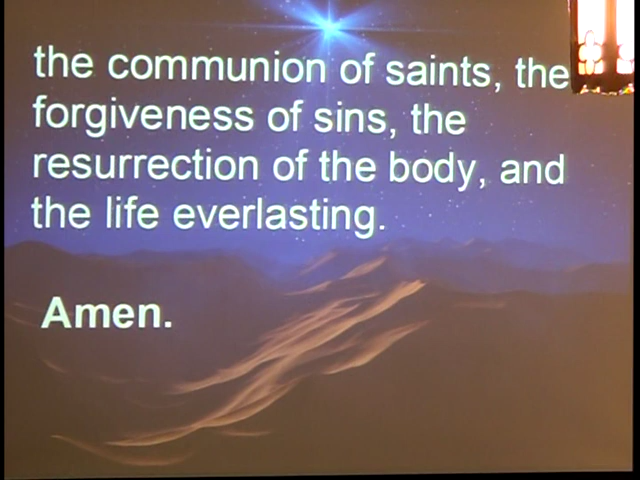 the communion of saints, the
forgiveness of sins, the
resurrection of the body, and
the life everlasting.
Amen.